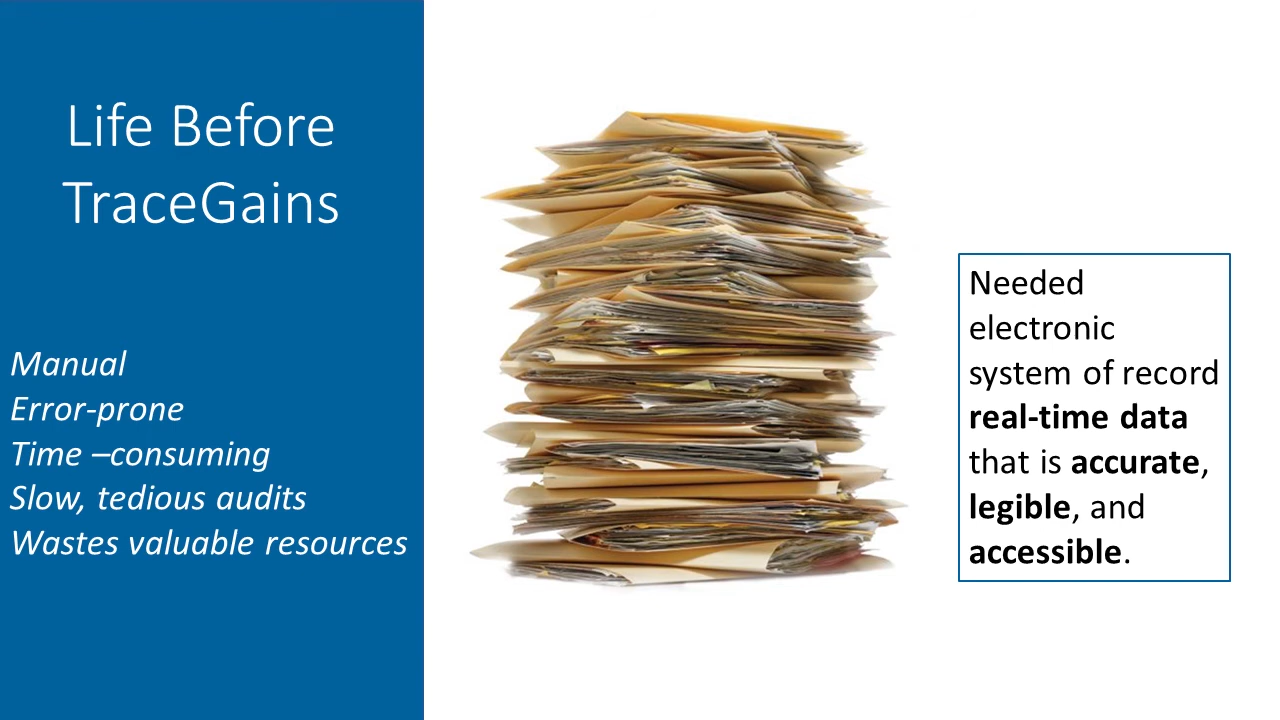 Life Before
TraceGains
Manual
Error-prone
Time –consuming
Slow, tedious audits
Wastes valuable resources
Needed
electronic
system of record
real-time data
that is accurate,
legible, and
accessible.